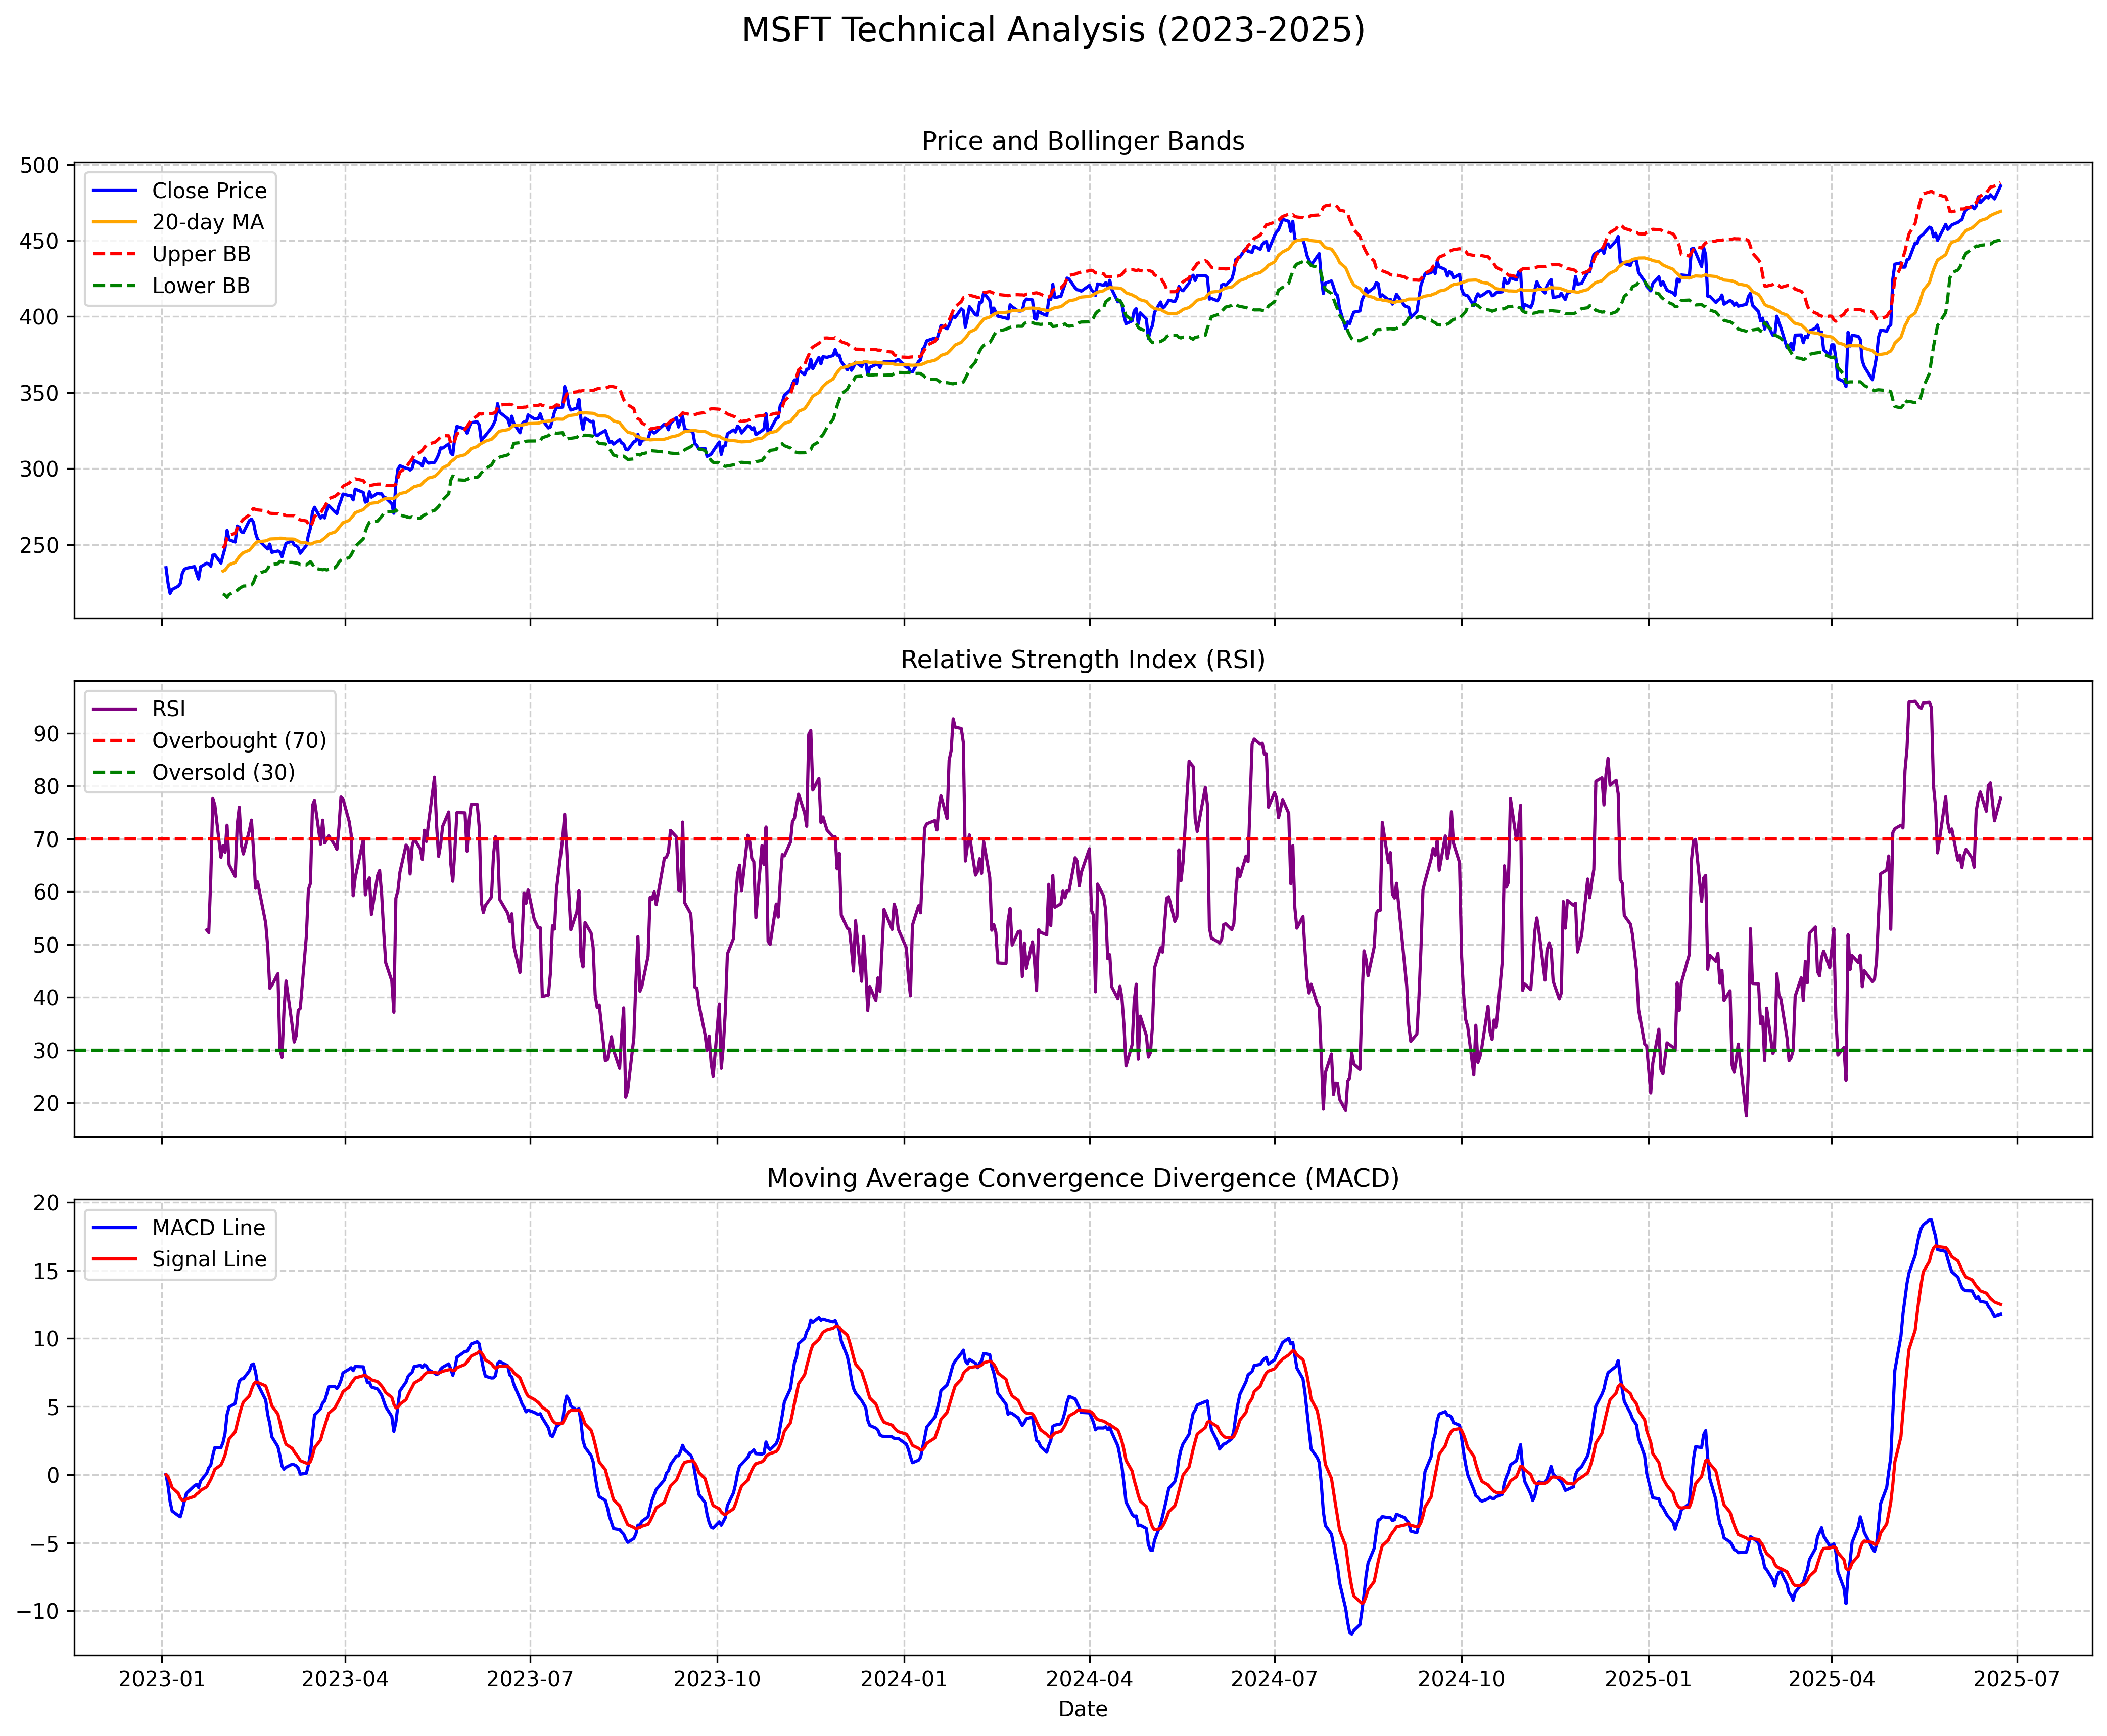 MSFT Technical Analysis (2023-2025)
Price and Bollinger Bands
500
450
400
350
300
250
Close Price
20-day MA
Upper BB
Lower BB
Relative Strength Index (RSI)
90
80
70
60
50
40
30
20
RSI
Overbought (70)
Oversold (30)
Moving Average Convergence Divergence (MACD)
20
15
10
5
0
−5
−10
MACD Line
Signal Line
2023-01 2023-04 2023-07 2023-10 2024-01 2024-04 2024-07 2024-10 2025-01 2025-04 2025-07
Date